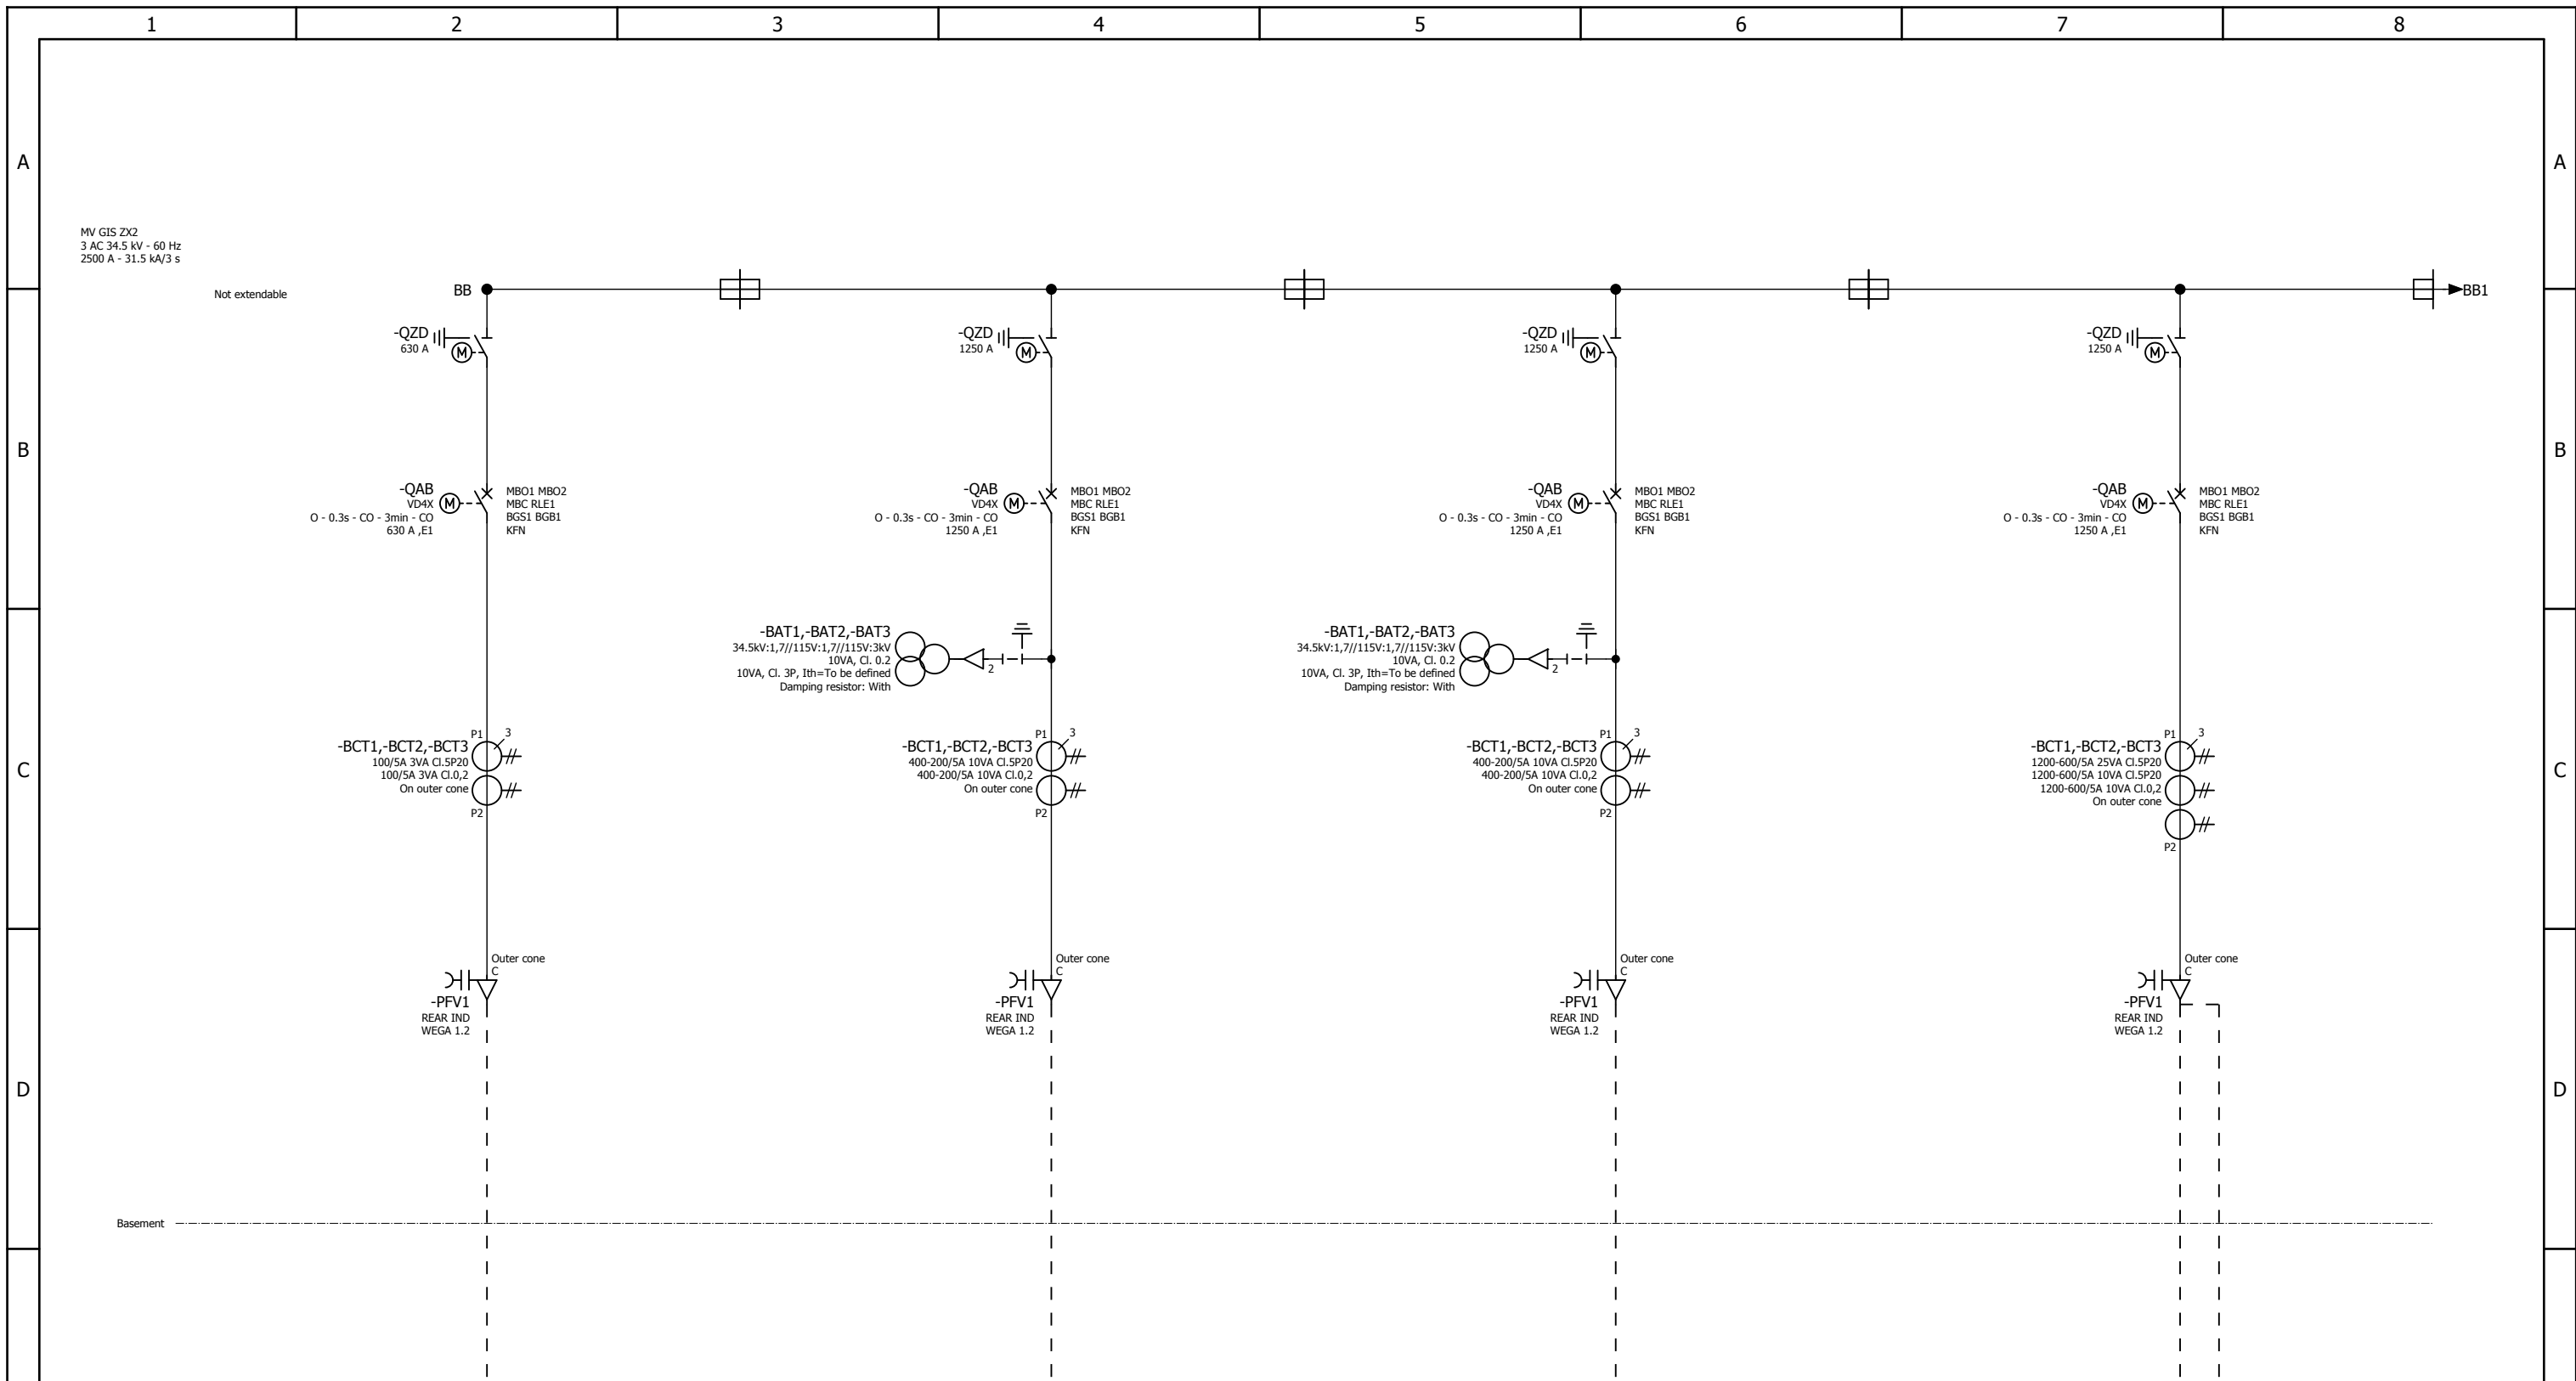 1 2 3 4 5 6 7 8
A A
MV GIS ZX2
3 AC 34.5 kV - 60 Hz
2500 A - 31.5 kA/3 s
Not extendable
BB
BB1
-QZD
630 A
M
-QZD
1250 A
M
-QZD
1250 A
M
-QZD
1250 A
M
B B
-QAB
VD4X
O - 0.3s - CO - 3min - CO
630 A ,E1
M
MBO1 MBO2
MBC RLE1
BGS1 BGB1
KFN
-QAB
VD4X
O - 0.3s - CO - 3min - CO
1250 A ,E1
M
MBO1 MBO2
MBC RLE1
BGS1 BGB1
KFN
-QAB
VD4X
O - 0.3s - CO - 3min - CO
1250 A ,E1
M
MBO1 MBO2
MBC RLE1
BGS1 BGB1
KFN
-QAB
VD4X
O - 0.3s - CO - 3min - CO
1250 A ,E1
M
MBO1 MBO2
MBC RLE1
BGS1 BGB1
KFN
-BAT1,-BAT2,-BAT3
34.5kV:1,7//115V:1,7//115V:3kV
10VA, Cl. 0.2
10VA, Cl. 3P, Ith=To be defined
Damping resistor: With
2
-BAT1,-BAT2,-BAT3
34.5kV:1,7//115V:1,7//115V:3kV
10VA, Cl. 0.2
10VA, Cl. 3P, Ith=To be defined
Damping resistor: With
2
C C
P1
3
-BCT1,-BCT2,-BCT3
100/5A 3VA Cl.5P20
100/5A 3VA Cl.0,2
On outer cone
P2
P1
3
-BCT1,-BCT2,-BCT3
400-200/5A 10VA Cl.5P20
400-200/5A 10VA Cl.0,2
On outer cone
P2
P1
3
-BCT1,-BCT2,-BCT3
400-200/5A 10VA Cl.5P20
400-200/5A 10VA Cl.0,2
On outer cone
P2
P1
3
-BCT1,-BCT2,-BCT3
1200-600/5A 25VA Cl.5P20
1200-600/5A 10VA Cl.5P20
1200-600/5A 10VA Cl.0,2
On outer cone
P2
Outer cone
C
-PFV1
REAR IND
WEGA 1.2
Outer cone
C
-PFV1
REAR IND
WEGA 1.2
Outer cone
C
-PFV1
REAR IND
WEGA 1.2
Outer cone
C
-PFV1
REAR IND
WEGA 1.2
D D
Basement